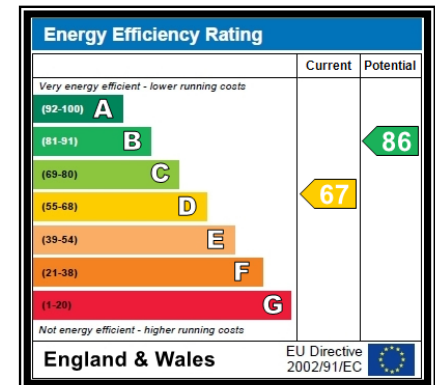 Energy Efficiency Rating
Current Potential
Very energy efficient - lower running costs
(92-100) A
(81-91) B
86
(69-80) C
(55-68) D
67
(39-54) E
(21-38) F
(1-20) G
Not energy efficient - higher running costs
England & Wales
EU Directive
2002/91/EC